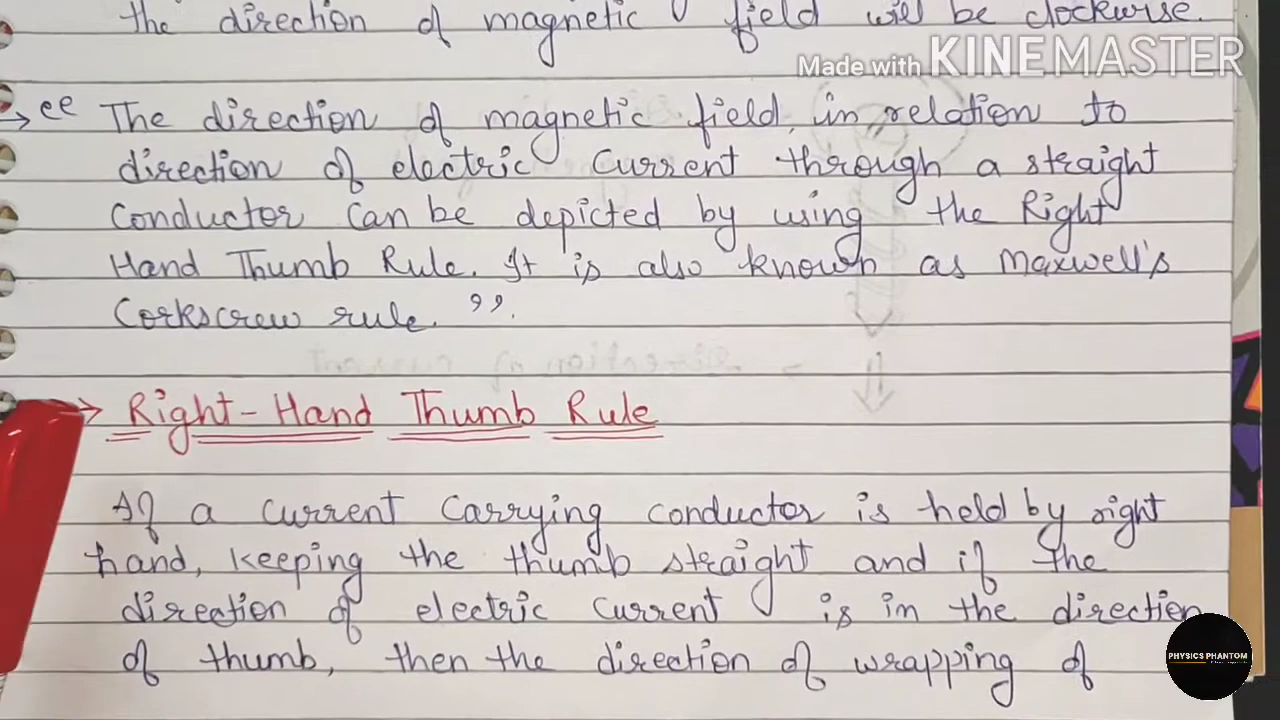 the direction of magnetic field will be clockwise.
Made with KINEMASTER
→ " The direction of magnetic field, in relation to
direction of electric current through a straight
conductor can be depicted by using the Right
Hand Thumb Rule. It is also known as Maxwell's
Corkscrew rule. ".
→ Right-Hand Thumb Rule
If a current carrying conductor is held by right
hand, keeping the thumb straight and if the
direction of electric current is in the direction
of thumb, then the direction of wrapping of
PHYSICS PHANTOM